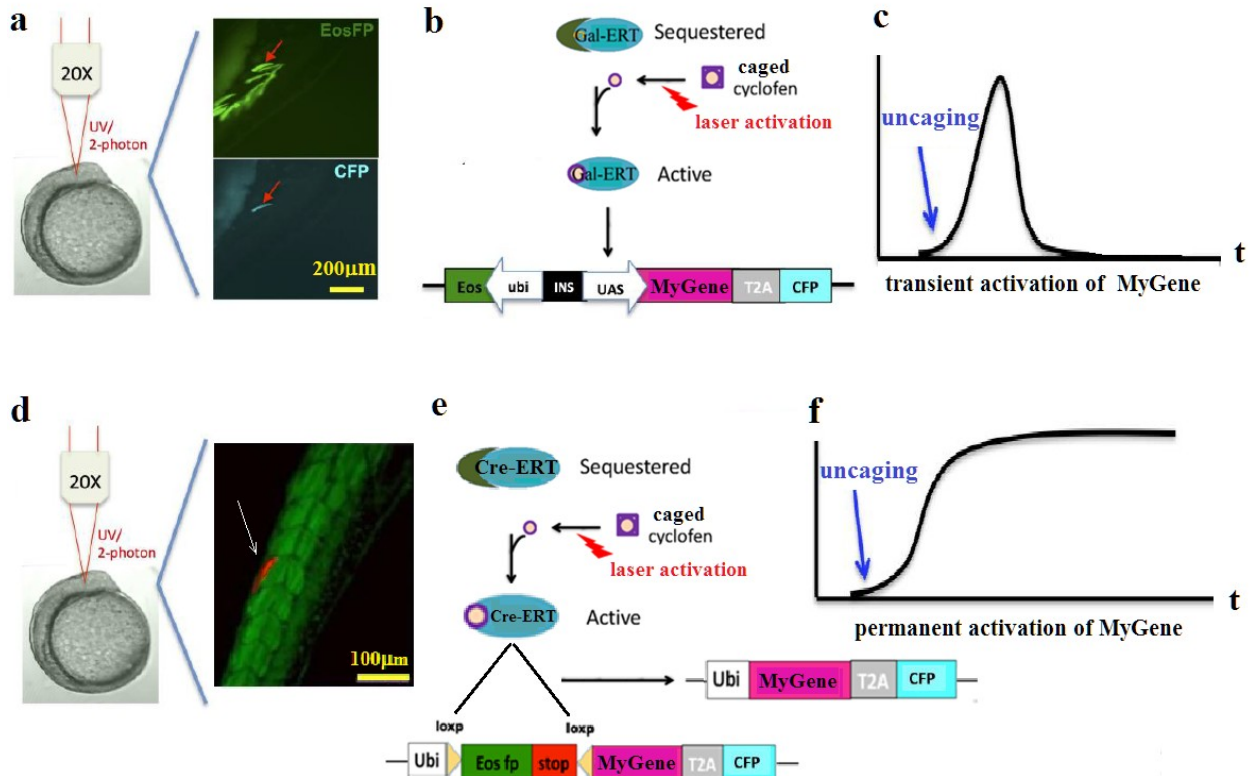 a
20X
UV/
2-photon
EosFP
CFP
200μm
b
Gal-ERT Sequestered
caged
cyclofen
laser activation
Gal-ERT Active
Eos ubi INS UAS MyGene T2A CFP
c
uncaging
t
transient activation of MyGene
d
20X
UV/
2-photon
100μm
e
Cre-ERT Sequestered
caged
cyclofen
laser activation
Cre-ERT Active
Ubi MyGene T2A CFP
loxp loxp
Ubi Eos fp stop MyGene T2A CFP
f
uncaging
t
permanent activation of MyGene